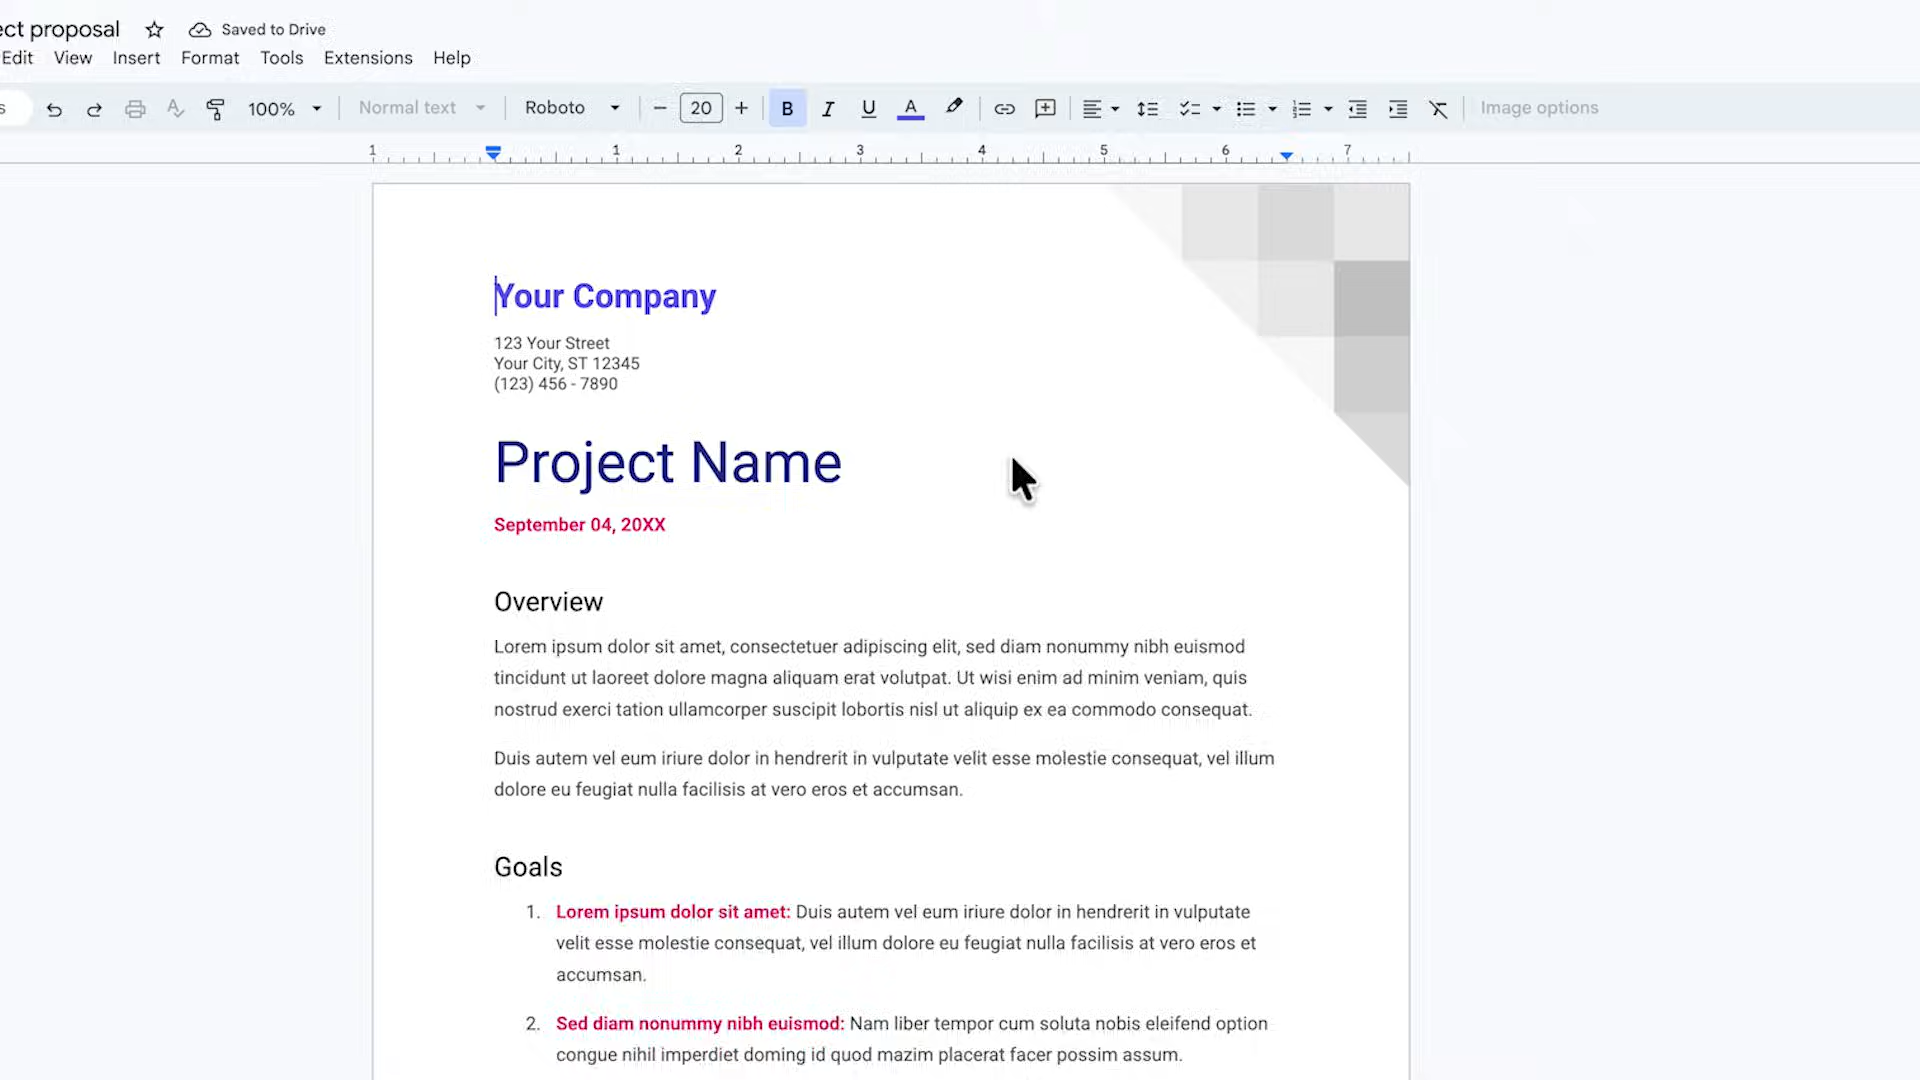 ect proposal Saved to Drive
Edit View Insert Format Tools Extensions Help
s 100% Normal text Roboto 20 B I U A Image options
1 1 2 3 4 5 6 7
Your Company
123 Your Street
Your City, ST 12345
(123) 456 - 7890
Project Name
September 04, 20XX
Overview
Lorem ipsum dolor sit amet, consectetuer adipiscing elit, sed diam nonummy nibh euismod
tincidunt ut laoreet dolore magna aliquam erat volutpat. Ut wisi enim ad minim veniam, quis
nostrud exerci tation ullamcorper suscipit lobortis nisl ut aliquip ex ea commodo consequat.
Duis autem vel eum iriure dolor in hendrerit in vulputate velit esse molestie consequat, vel illum
dolore eu feugiat nulla facilisis at vero eros et accumsan.
Goals
1. Lorem ipsum dolor sit amet: Duis autem vel eum iriure dolor in hendrerit in vulputate
velit esse molestie consequat, vel illum dolore eu feugiat nulla facilisis at vero eros et
accumsan.
2. Sed diam nonummy nibh euismod: Nam liber tempor cum soluta nobis eleifend option
congue nihil imperdiet doming id quod mazim placerat facer possim assum.